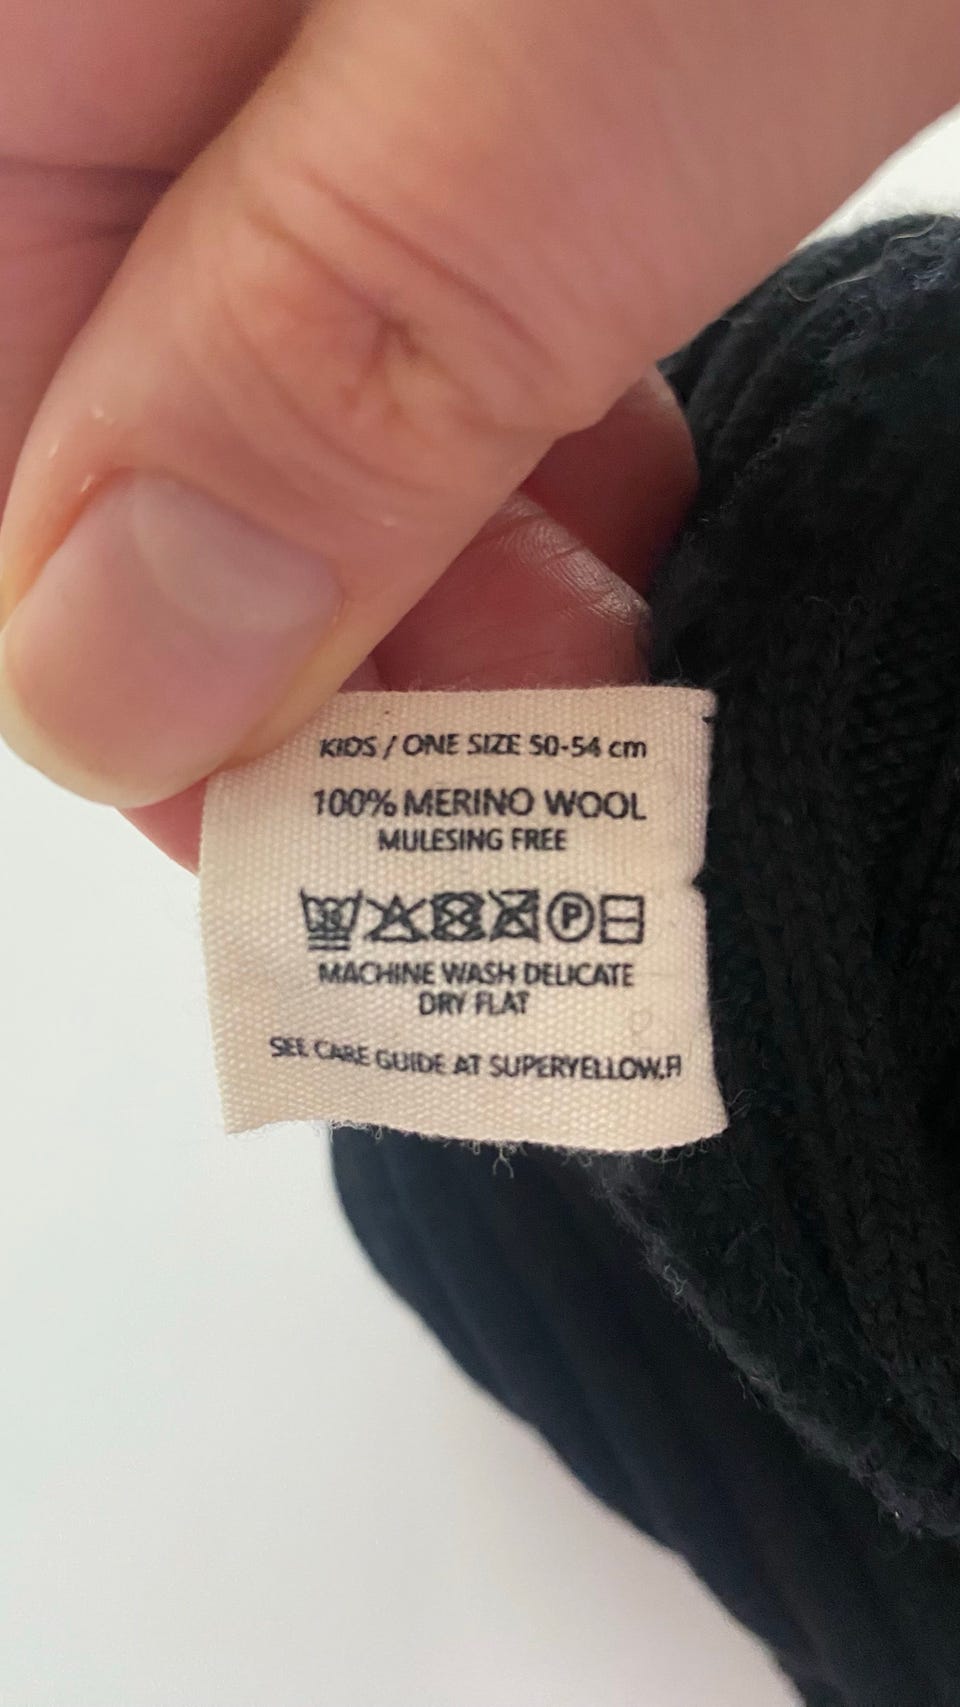 KIDS / ONE SIZE 50-54 cm
100% MERINO WOOL
MULESING FREE
30 P
MACHINE WASH DELICATE
DRY FLAT
SEE CARE GUIDE AT SUPERYELLOW.FI